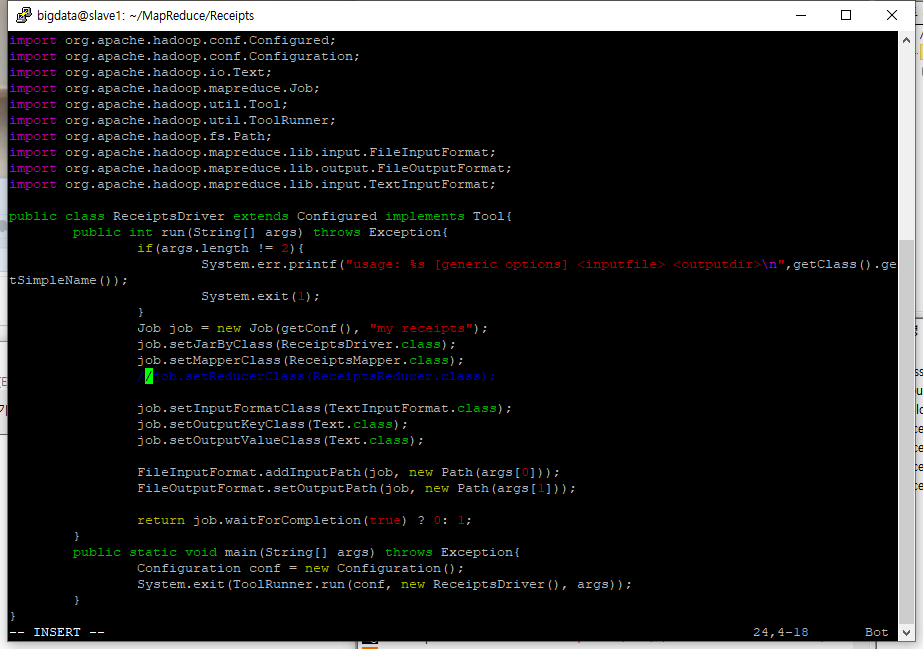 bigdata@slave1: ~/MapReduce/Receipts
import org.apache.hadoop.conf.Configured;
import org.apache.hadoop.conf.Configuration;
import org.apache.hadoop.io.Text;
import org.apache.hadoop.mapreduce.Job;
import org.apache.hadoop.util.Tool;
import org.apache.hadoop.util.ToolRunner;
import org.apache.hadoop.fs.Path;
import org.apache.hadoop.mapreduce.lib.input.FileInputFormat;
import org.apache.hadoop.mapreduce.lib.output.FileOutputFormat;
import org.apache.hadoop.mapreduce.lib.input.TextInputFormat;

public class ReceiptsDriver extends Configured implements Tool{
        public int run(String[] args) throws Exception{
                if(args.length != 2){
                        System.err.printf("usage: %s [generic options] <inputfile> <outputdir>\n",getClass().ge
tSimpleName());
                        System.exit(1);
                }
                Job job = new Job(getConf(), "my receipts");
                job.setJarByClass(ReceiptsDriver.class);
                job.setMapperClass(ReceiptsMapper.class);
                //job.setReducerClass(ReceiptsReducer.class);

                job.setInputFormatClass(TextInputFormat.class);
                job.setOutputKeyClass(Text.class);
                job.setOutputValueClass(Text.class);

                FileInputFormat.addInputPath(job, new Path(args[0]));
                FileOutputFormat.setOutputPath(job, new Path(args[1]));

                return job.waitForCompletion(true) ? 0: 1;
        }
        public static void main(String[] args) throws Exception{
                Configuration conf = new Configuration();
                System.exit(ToolRunner.run(conf, new ReceiptsDriver(), args));
        }
}
-- INSERT -- 24,4-18 Bot